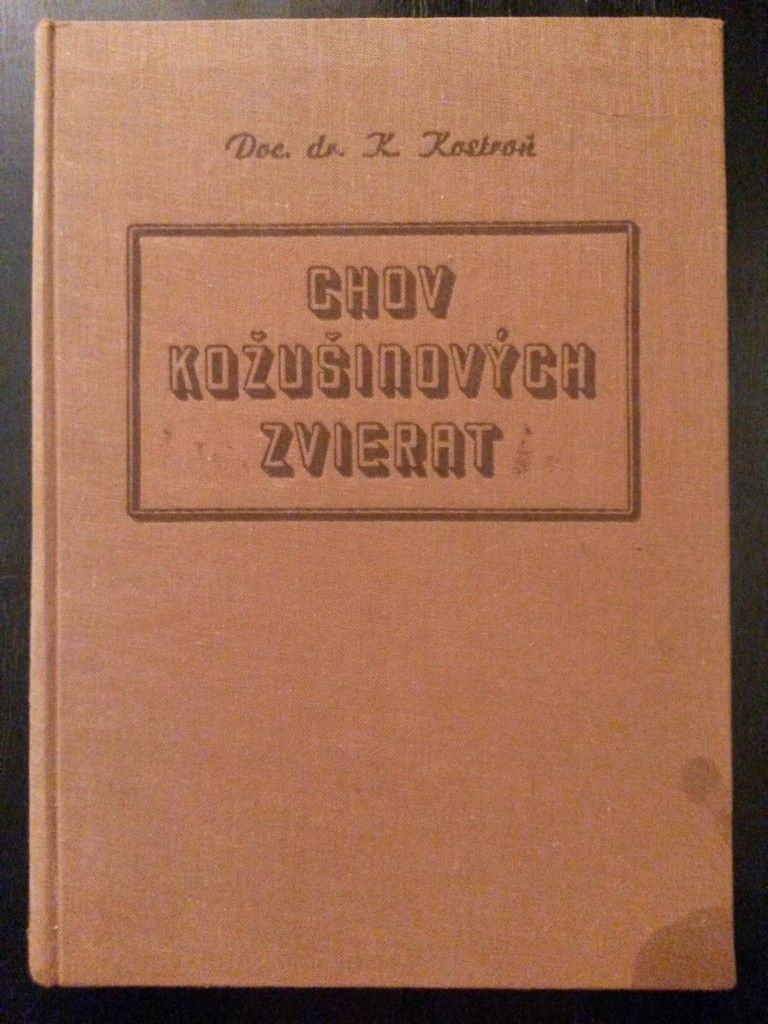 Doc. dr. K. Kostroň
CHOV
KOŽUŠINOVÝCH
ZVIERAT